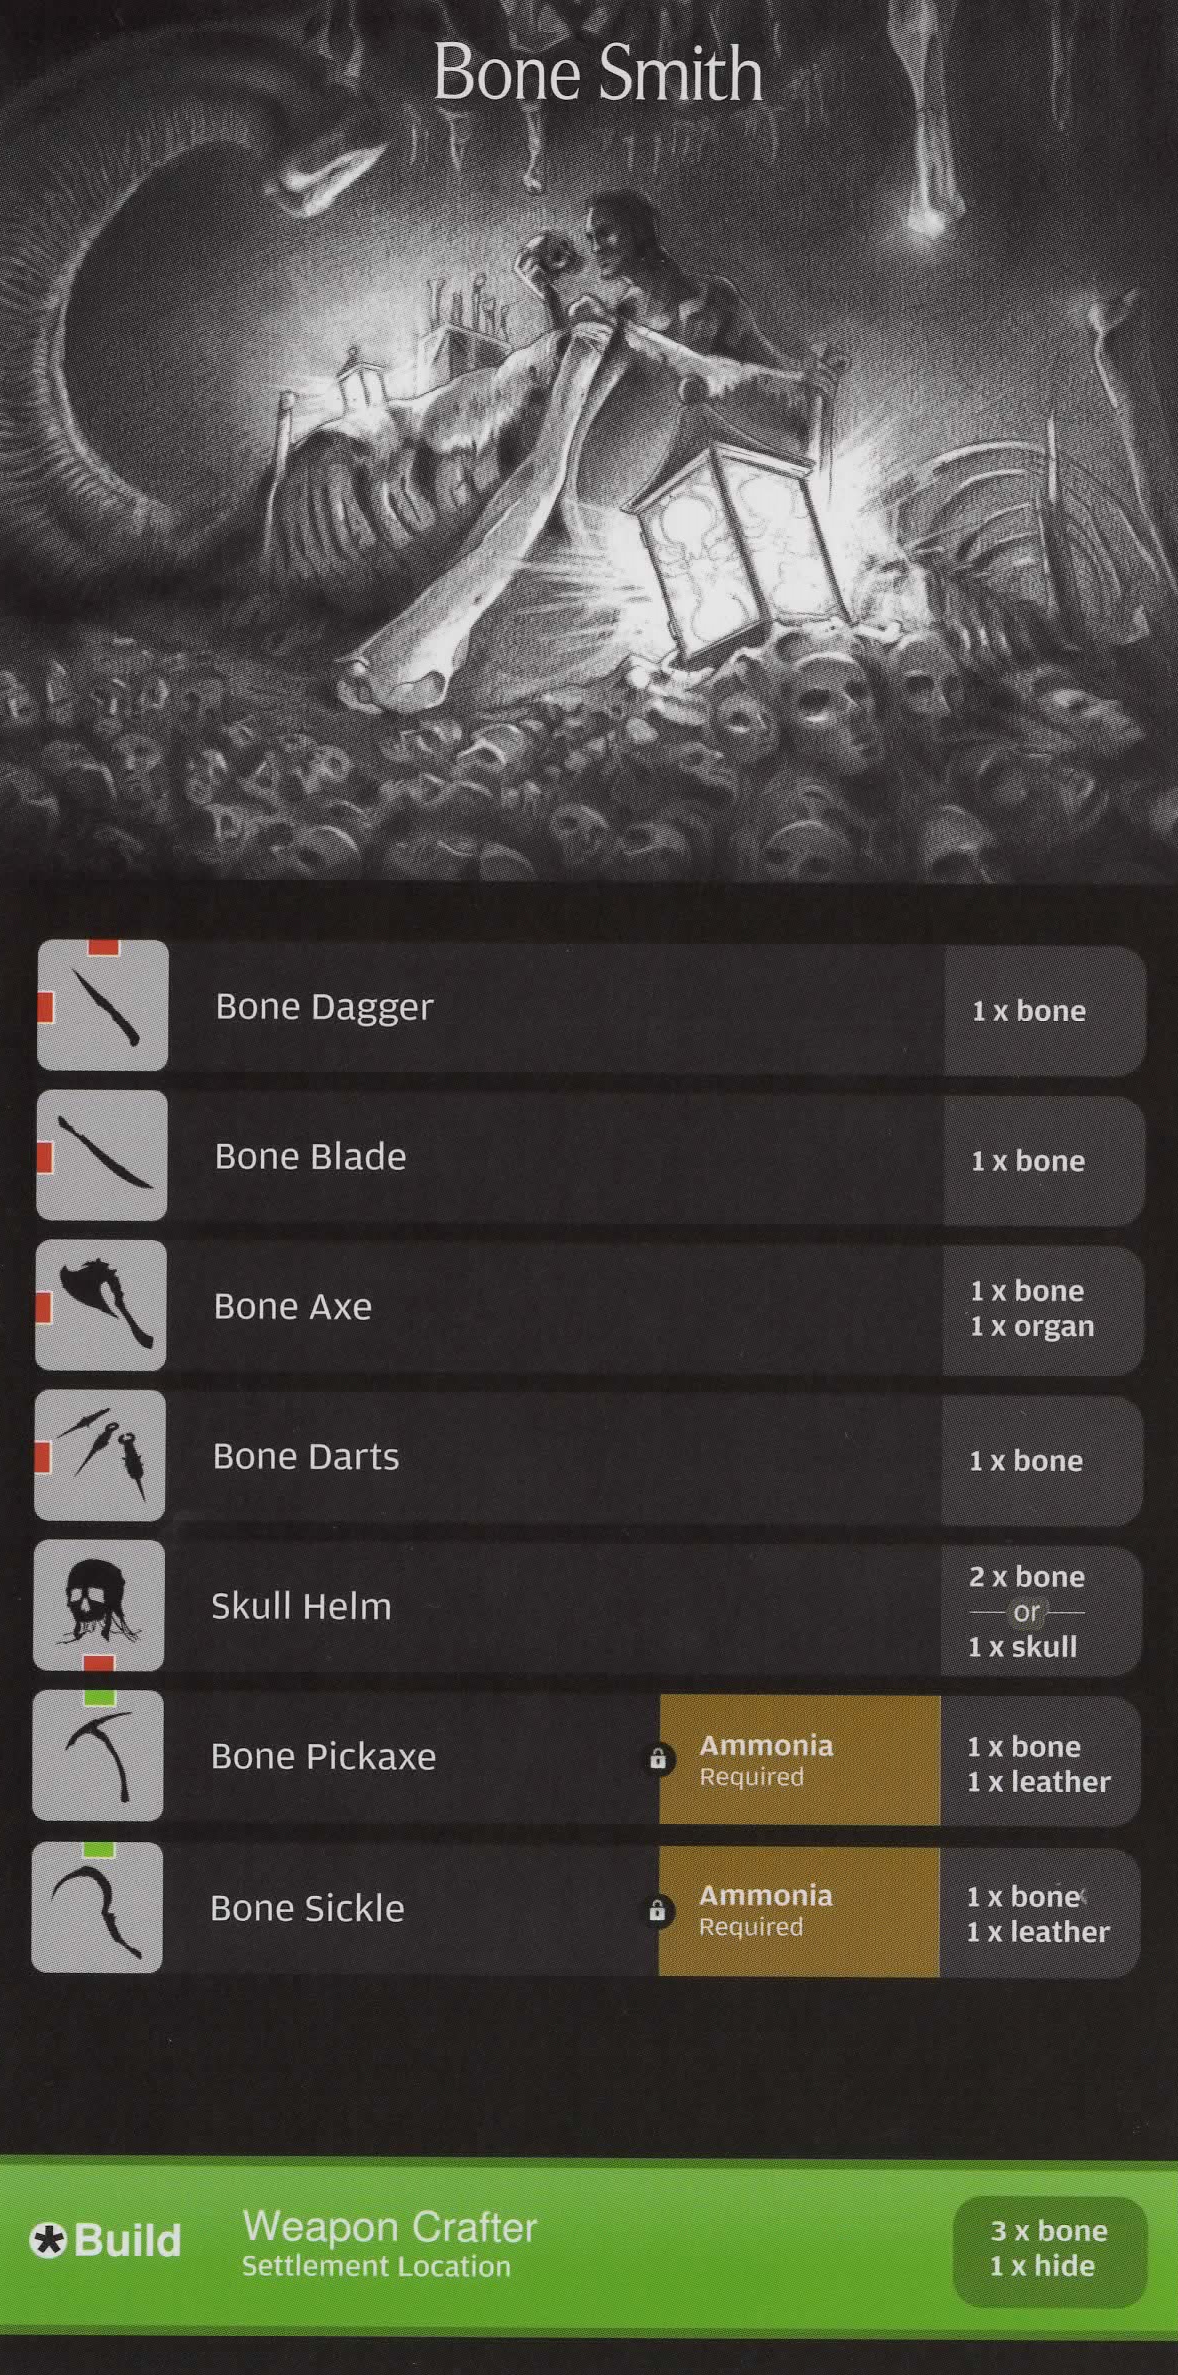 Bone Smith
Bone Dagger
1 x bone
Bone Blade
1 x bone
Bone Axe
1 x bone
1 x organ
Bone Darts
1 x bone
Skull Helm
2 x bone
or
1 x skull
Bone Pickaxe
Ammonia
Required
1 x bone
1 x leather
Bone Sickle
Ammonia
Required
1 x bone
1 x leather
Build
Weapon Crafter
Settlement Location
3 x bone
1 x hide